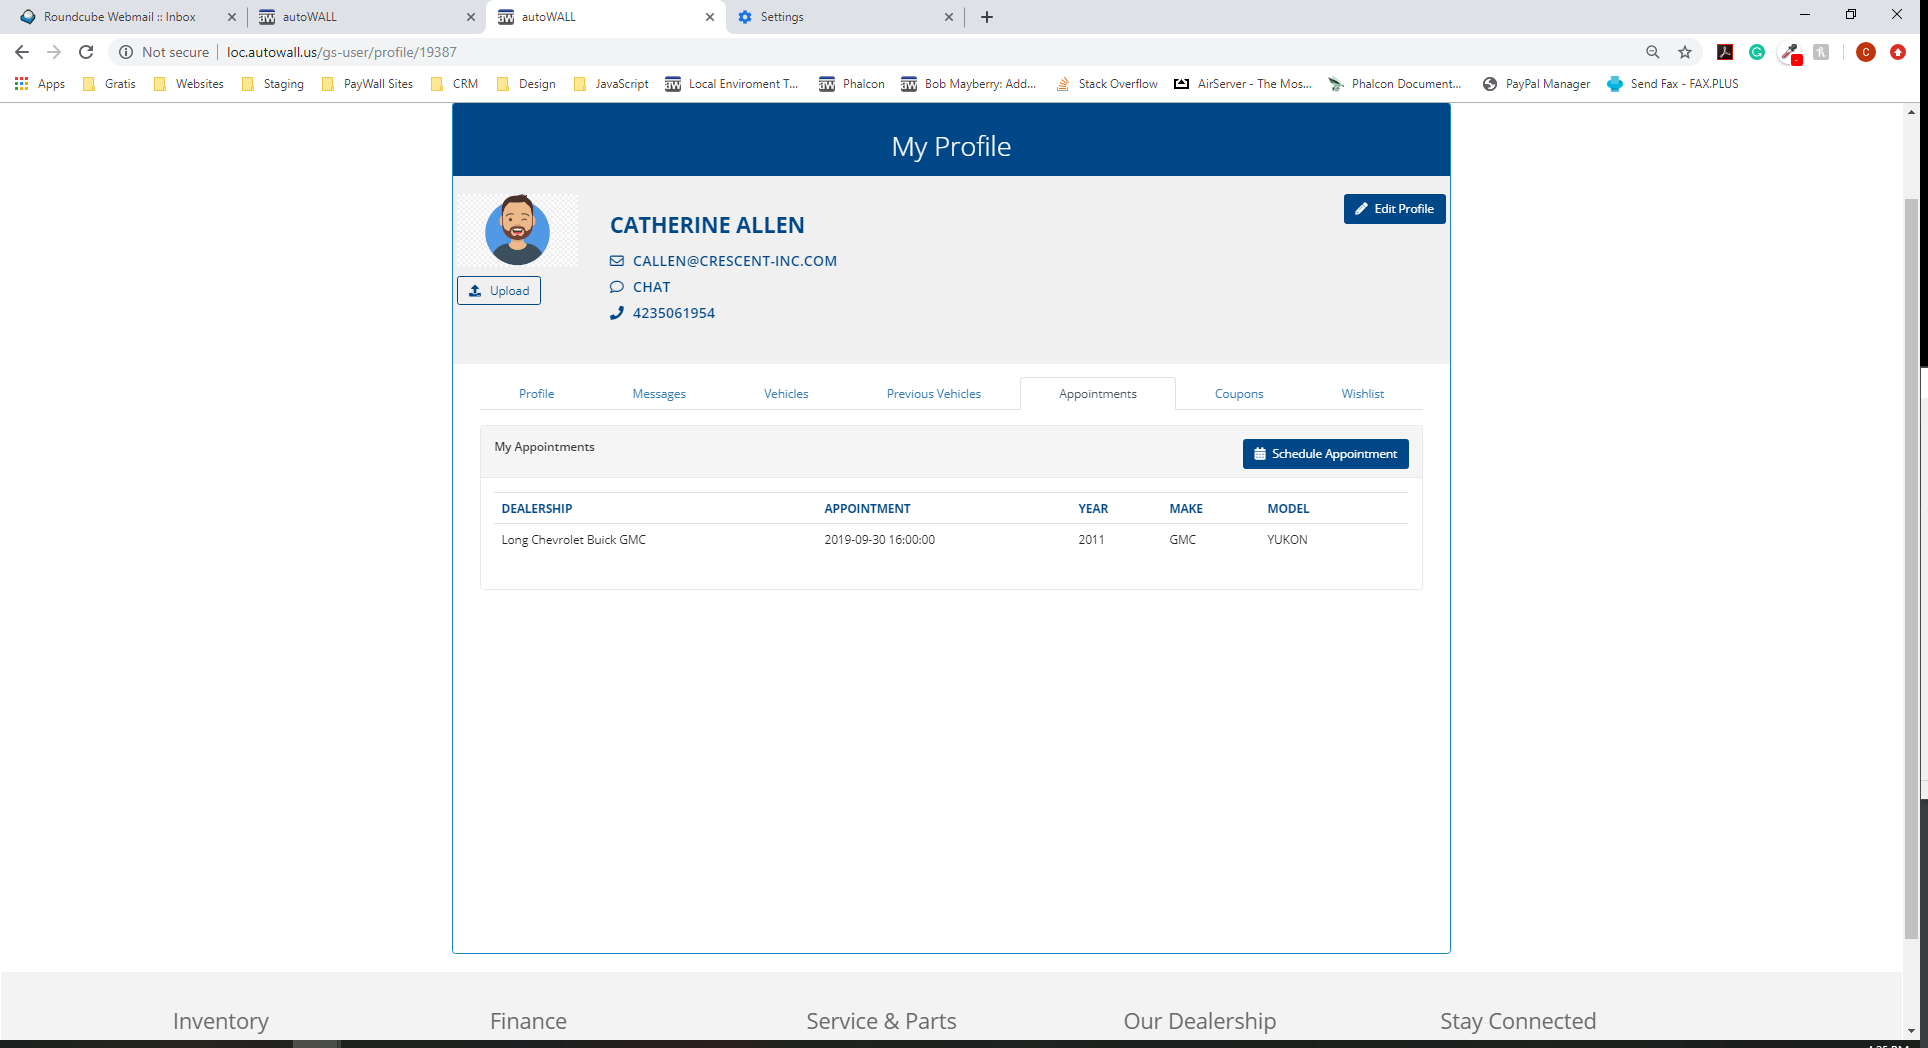 Roundcube Webmail :: Inbox
autoWALL
autoWALL
Settings
Not secure
loc.autowall.us/gs-user/profile/19387
C
Apps
Gratis
Websites
Staging
PayWall Sites
CRM
Design
JavaScript
aw Local Enviroment T...
aw Phalcon
aw Bob Mayberry: Add...
Stack Overflow
AirServer - The Mos...
Phalcon Document...
PayPal Manager
Send Fax - FAX.PLUS
My Profile
Edit Profile
CATHERINE ALLEN
CALLEN@CRESCENT-INC.COM
CHAT
Upload
4235061954
Profile
Messages
Vehicles
Previous Vehicles
Appointments
Coupons
Wishlist
My Appointments
Schedule Appointment
DEALERSHIP APPOINTMENT YEAR MAKE MODEL
Long Chevrolet Buick GMC 2019-09-30 16:00:00 2011 GMC YUKON
Inventory
Finance
Service & Parts
Our Dealership
Stay Connected